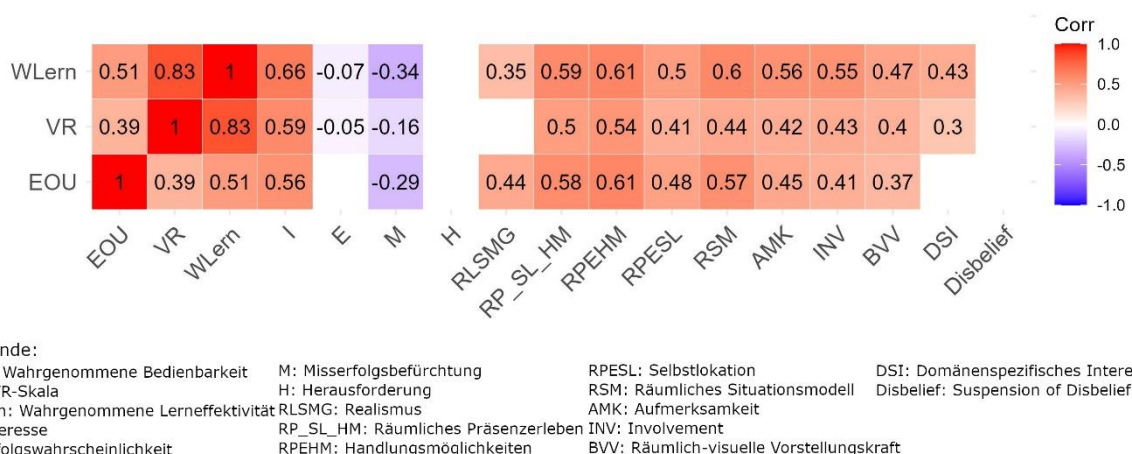 Corr
WLern 0.51 0.83 1 0.66 -0.07 -0.34 0.35 0.59 0.61 0.5 0.6 0.56 0.55 0.47 0.43
VR 0.39 1 0.83 0.59 -0.05 -0.16 0.5 0.54 0.41 0.44 0.42 0.43 0.4 0.3
EOU 1 0.39 0.51 0.56 -0.29 0.44 0.58 0.61 0.48 0.57 0.45 0.41 0.37
1.0
0.5
0.0
-0.5
-1.0
EOU VR WLern I E M H RLSMG RP_SL_HM RPEHM RPESL RSM AMK INV BVV DSI Disbelief
nde:
Wahrgenommene Bedienbarkeit
R-Skala
n: Wahrgenommene Lerneffektivität
eresse
folgswahrscheinlichkeit
M: Misserfolgsbefürchtung
H: Herausforderung
RLSMG: Realismus
RP_SL_HM: Räumliches Präsenzerleben
RPEHM: Handlungsmöglichkeiten
RPESL: Selbstlokation
RSM: Räumliches Situationsmodell
AMK: Aufmerksamkeit
INV: Involvement
BVV: Räumlich-visuelle Vorstellungskraft
DSI: Domänenspezifisches Intere
Disbelief: Suspension of Disbelief